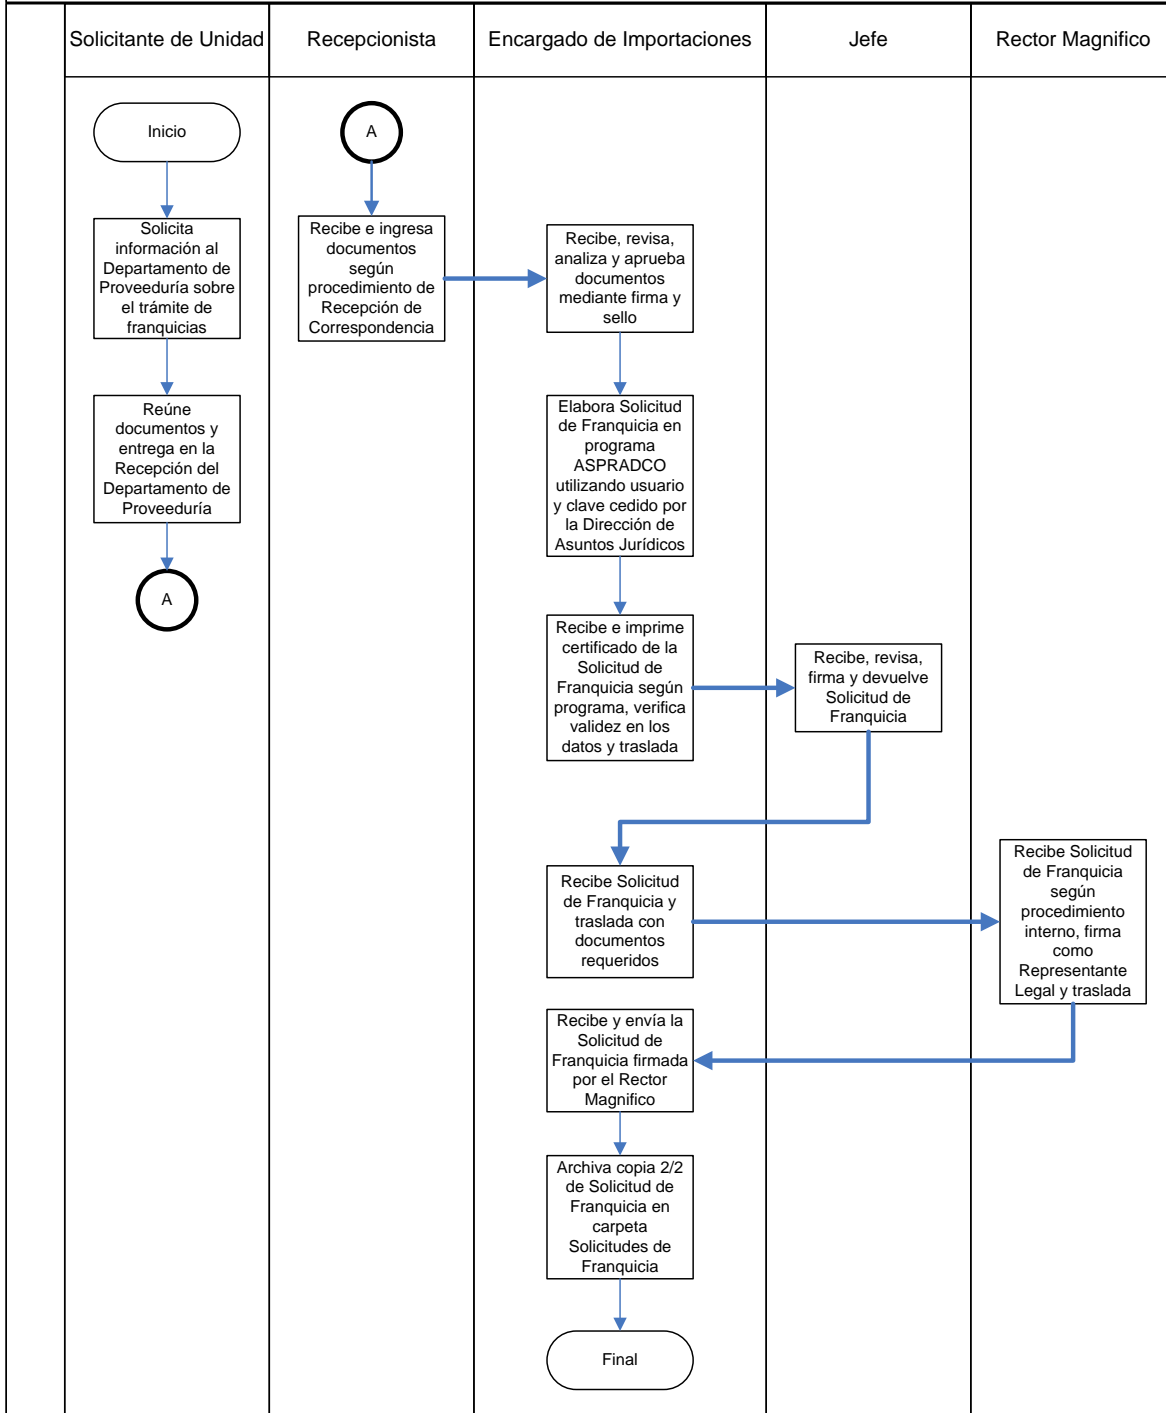 Solicitante de Unidad
Recepcionista
Encargado de Importaciones
Jefe
Rector Magnifico
Inicio
Solicita
información al
Departamento de
Proveeduría sobre
el trámite de
franquicias
Reúne
documentos y
entrega en la
Recepción del
Departamento de
Proveeduría
A
A
Recibe e ingresa
documentos
según
procedimiento de
Recepción de
Correspondencia
Recibe, revisa,
analiza y aprueba
documentos
mediante firma y
sello
Elabora Solicitud
de Franquicia en
programa
ASPRADCO
utilizando usuario
y clave cedido por
la Dirección de
Asuntos Jurídicos
Recibe e imprime
certificado de la
Solicitud de
Franquicia según
programa, verifica
validez en los
datos y traslada
Recibe, revisa,
firma y devuelve
Solicitud de
Franquicia
Recibe Solicitud
de Franquicia y
traslada con
documentos
requeridos
Recibe Solicitud
de Franquicia
según
procedimiento
interno, firma
como
Representante
Legal y traslada
Recibe y envía la
Solicitud de
Franquicia firmada
por el Rector
Magnifico
Archiva copia 2/2
de Solicitud de
Franquicia en
carpeta
Solicitudes de
Franquicia
Final